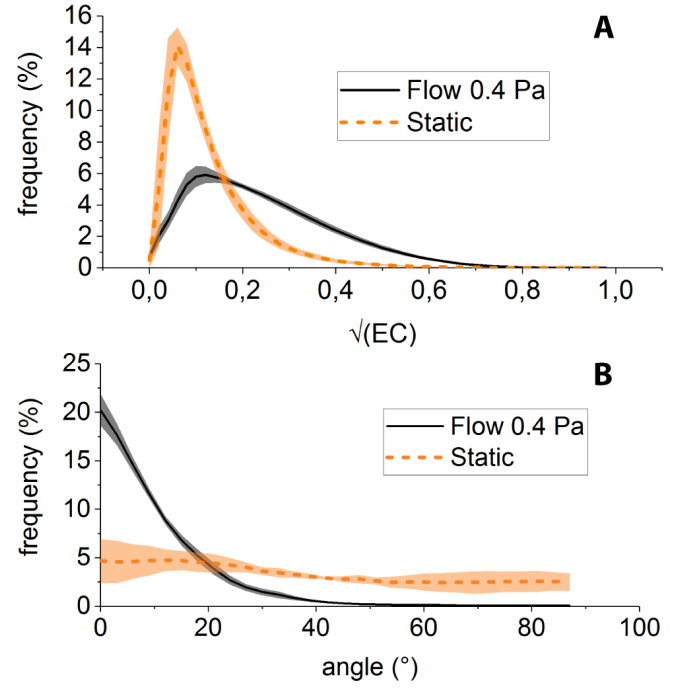 A
16
14
12
10
8
6
4
2
0
frequency (%)
Flow 0.4 Pa
Static
0,0 0,2 0,4 0,6 0,8 1,0
√(EC)
B
25
20
15
10
5
0
frequency (%)
Flow 0.4 Pa
Static
0 20 40 60 80 100
angle (°)